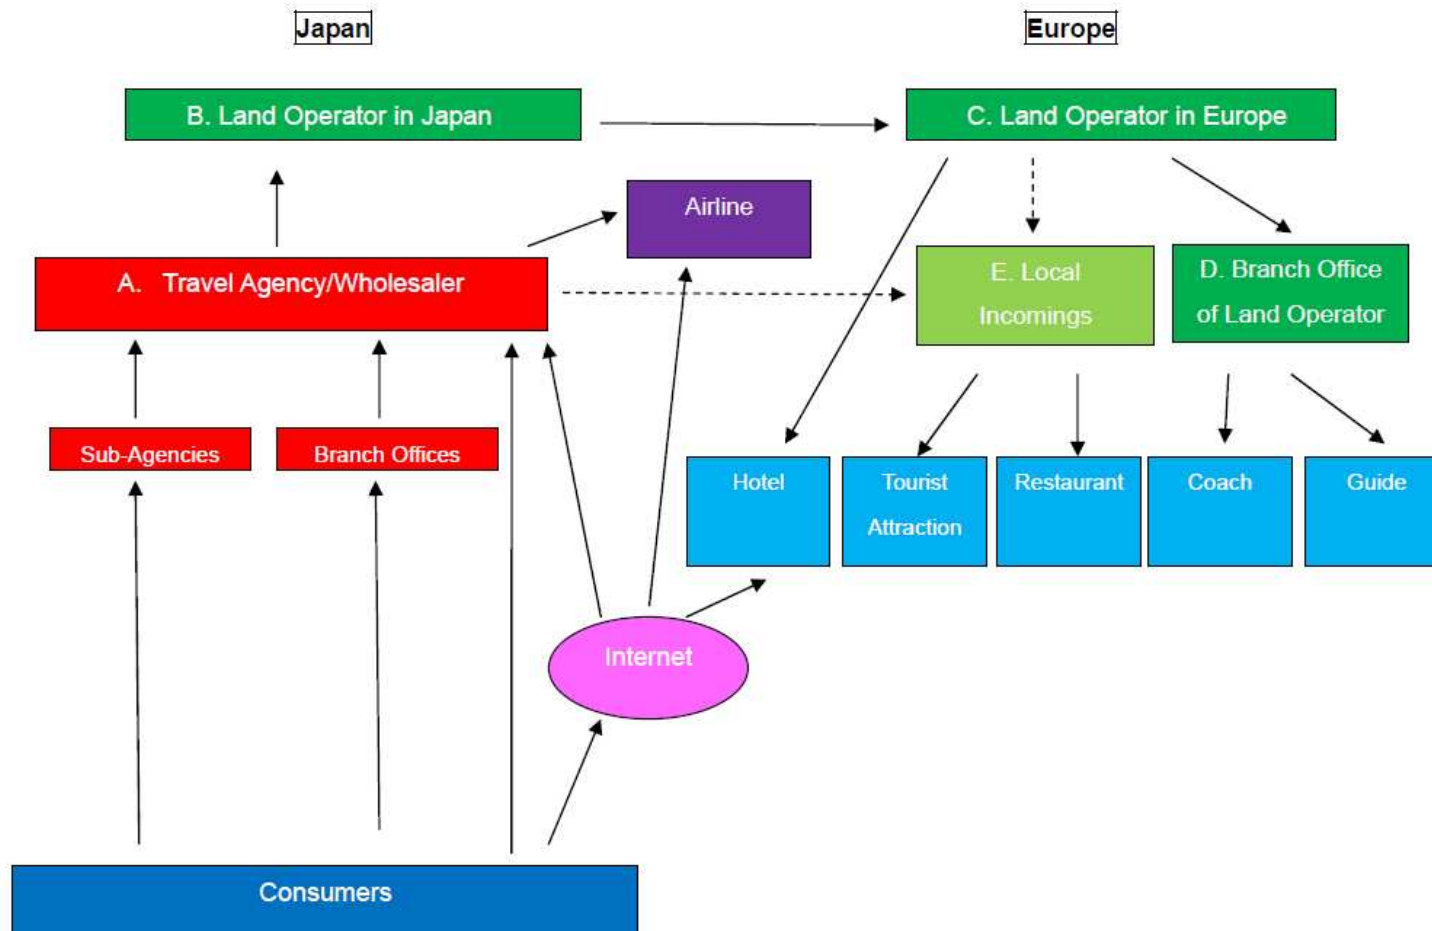 Japan
Europe
B. Land Operator in Japan
C. Land Operator in Europe
Airline
A. Travel Agency/Wholesaler
E. Local
Incomings
D. Branch Office
of Land Operator
Sub-Agencies
Branch Offices
Hotel
Tourist
Attraction
Restaurant
Coach
Guide
Internet
Consumers